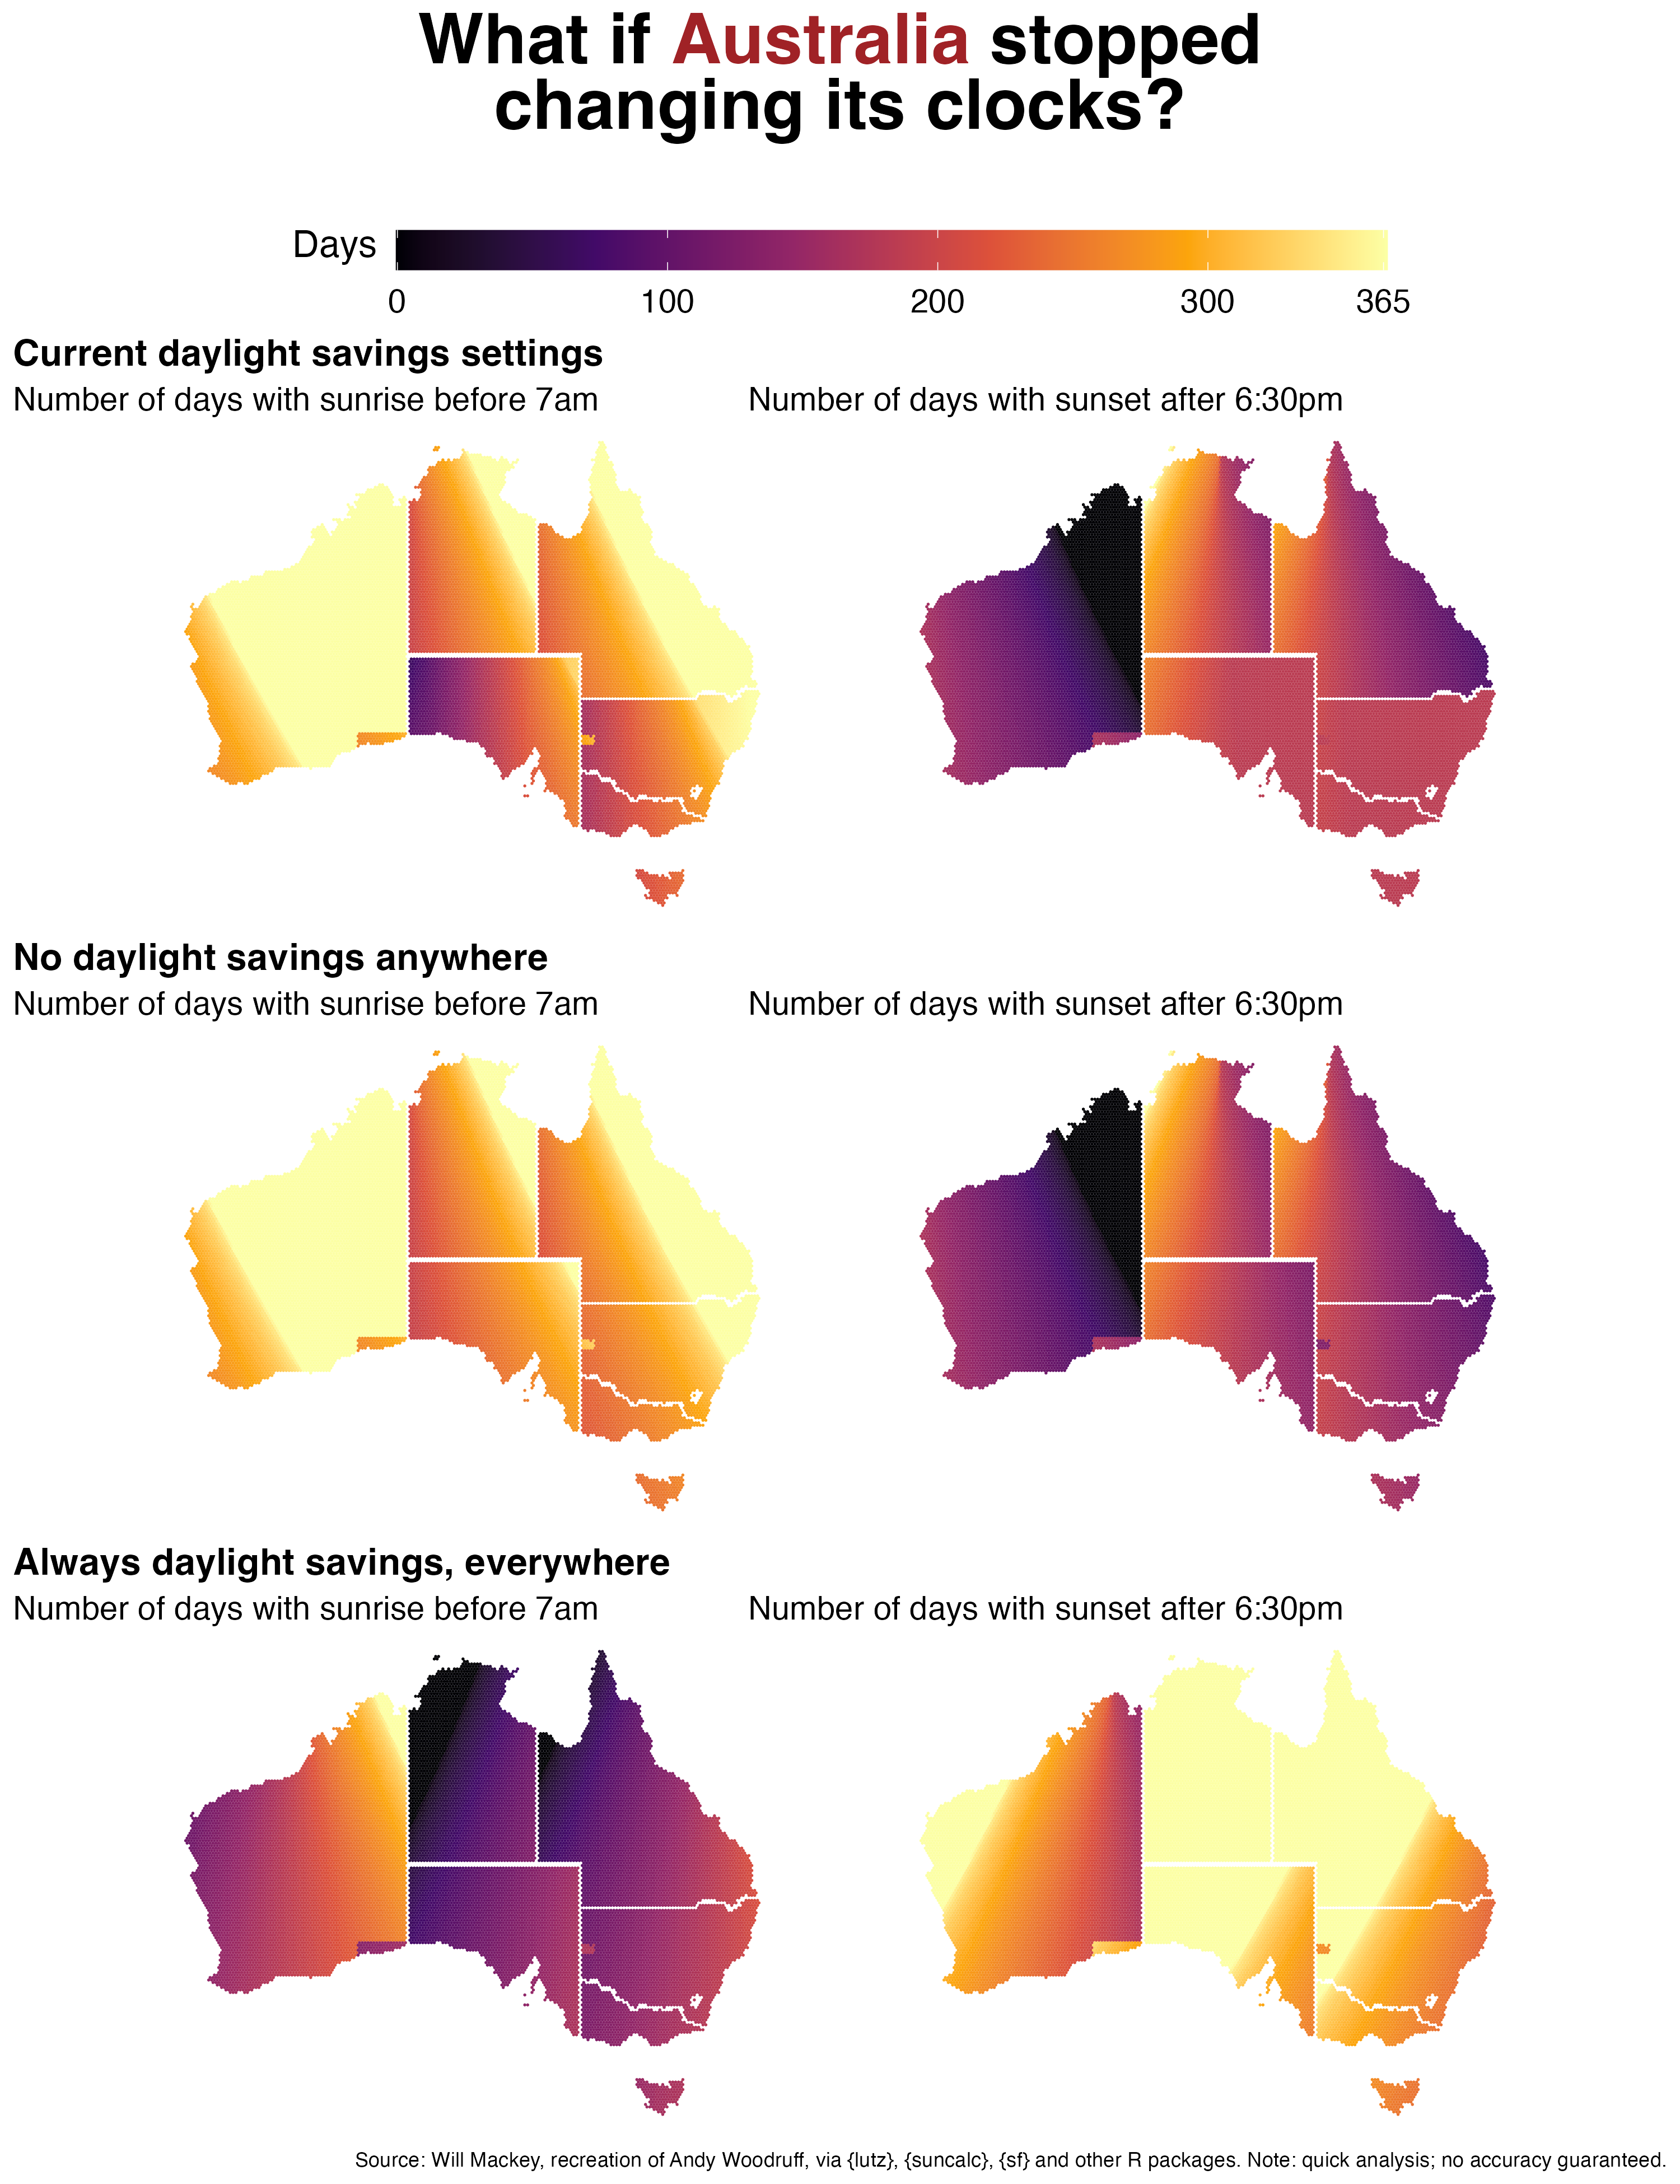 What if Australia stopped
changing its clocks?
Days
0 100 200 300 365
Current daylight savings settings
Number of days with sunrise before 7am
Number of days with sunset after 6:30pm
No daylight savings anywhere
Number of days with sunrise before 7am
Number of days with sunset after 6:30pm
Always daylight savings, everywhere
Number of days with sunrise before 7am
Number of days with sunset after 6:30pm
Source: Will Mackey, recreation of Andy Woodruff, via {lutz}, {suncalc}, {sf} and other R packages. Note: quick analysis; no accuracy guaranteed.